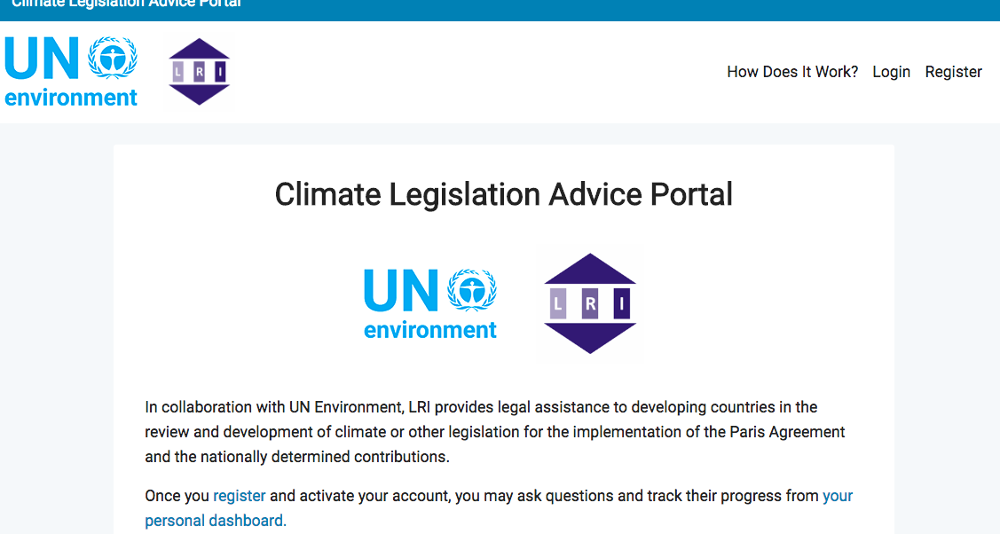 Climate Legislation Advice Portal
UN
environment
L R I
How Does It Work? Login Register
Climate Legislation Advice Portal
UN
environment
L R I
In collaboration with UN Environment, LRI provides legal assistance to developing countries in the
review and development of climate or other legislation for the implementation of the Paris Agreement
and the nationally determined contributions.
Once you register and activate your account, you may ask questions and track their progress from your
personal dashboard.